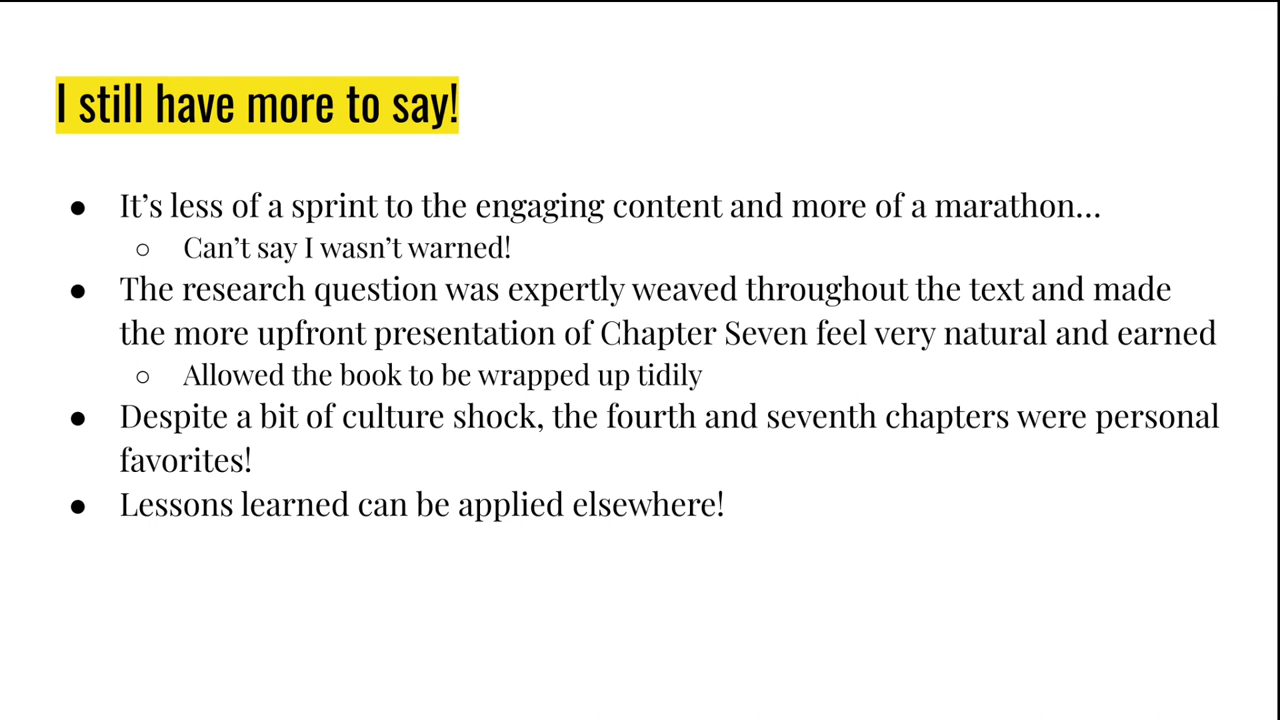 I still have more to say!
● It’s less of a sprint to the engaging content and more of a marathon…
○ Can’t say I wasn’t warned!
● The research question was expertly weaved throughout the text and made
the more upfront presentation of Chapter Seven feel very natural and earned
○ Allowed the book to be wrapped up tidily
● Despite a bit of culture shock, the fourth and seventh chapters were personal
favorites!
● Lessons learned can be applied elsewhere!